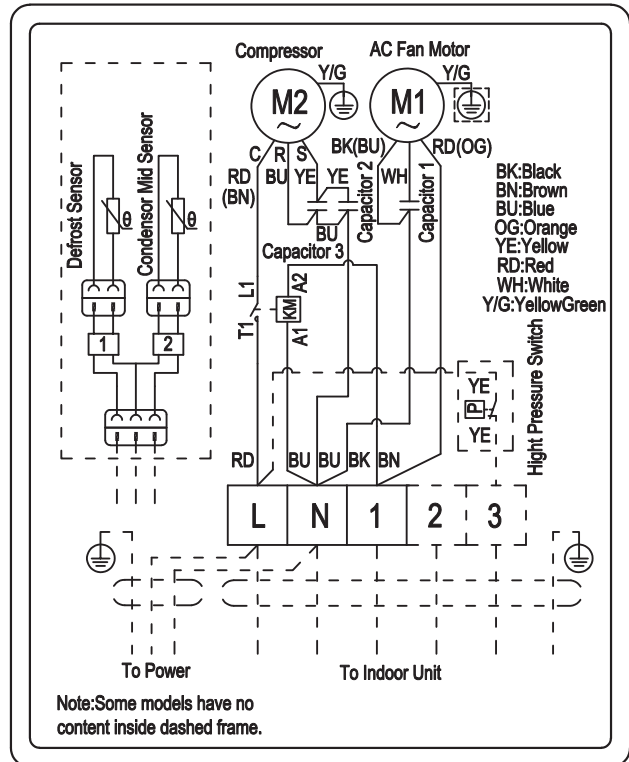 Compressor
AC Fan Motor
Y/G
Y/G
M2
~
M1
~
C R S
BK(BU)
RD(OG)
RD
(BN)
BU
YE
YE
WH
BU
Capacitor 2
Capacitor 1
Capacitor 3
BK:Black
BN:Brown
BU:Blue
OG:Orange
YE:Yellow
RD:Red
WH:White
Y/G:YellowGreen
Defrost Sensor
θ
Condensor Mid Sensor
θ
1
2
L1
T1
KM
A2
A1
YE
P
YE
Hight Pressure Switch
RD
BU
BU
BK
BN
L
N
1
2
3
To Power
To Indoor Unit
Note:Some models have no
content inside dashed frame.